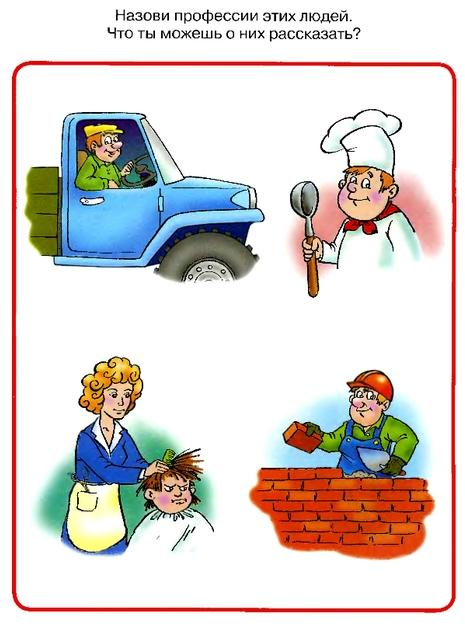 Назови профессии этих людей.
Что ты можешь о них рассказать?